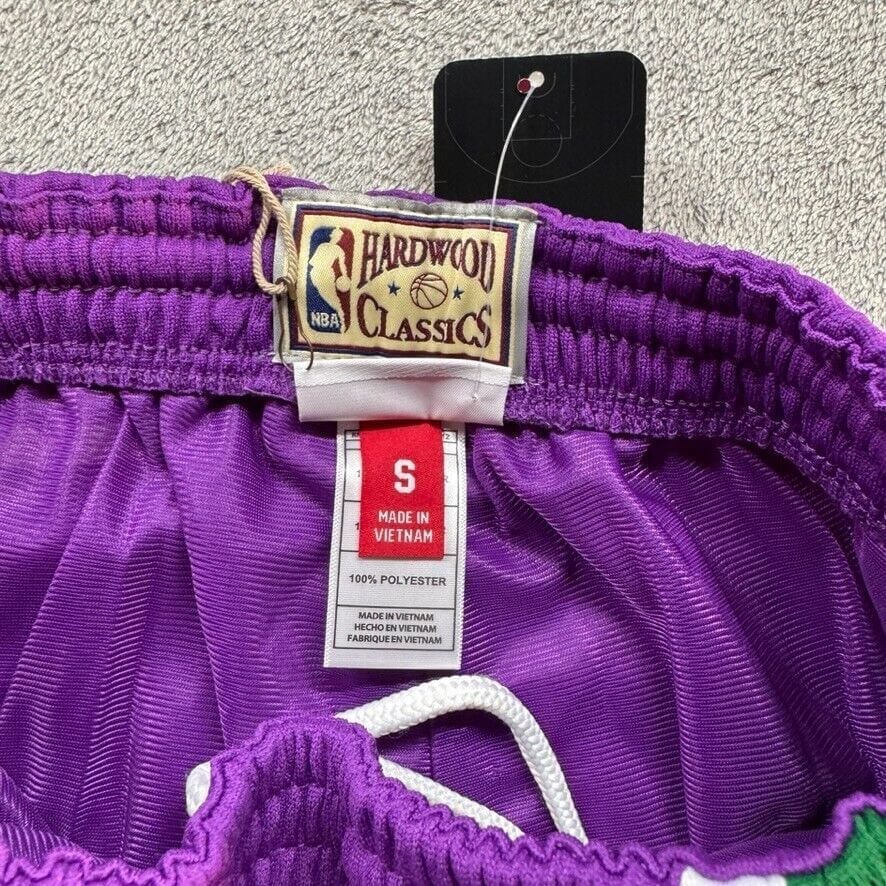 HARDWOOD
NBA
CLASSICS
S
MADE IN
VIETNAM
100% POLYESTER
MADE IN VIETNAM
HECHO EN VIETNAM
FABRIQUE EN VIETNAM